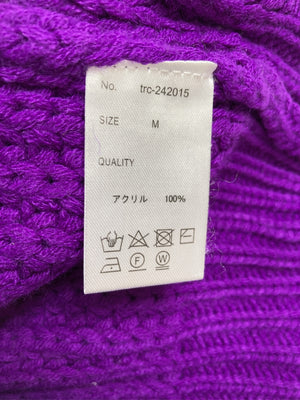 No. trc-242015
SIZE M
QUALITY
アクリル 100%
F W